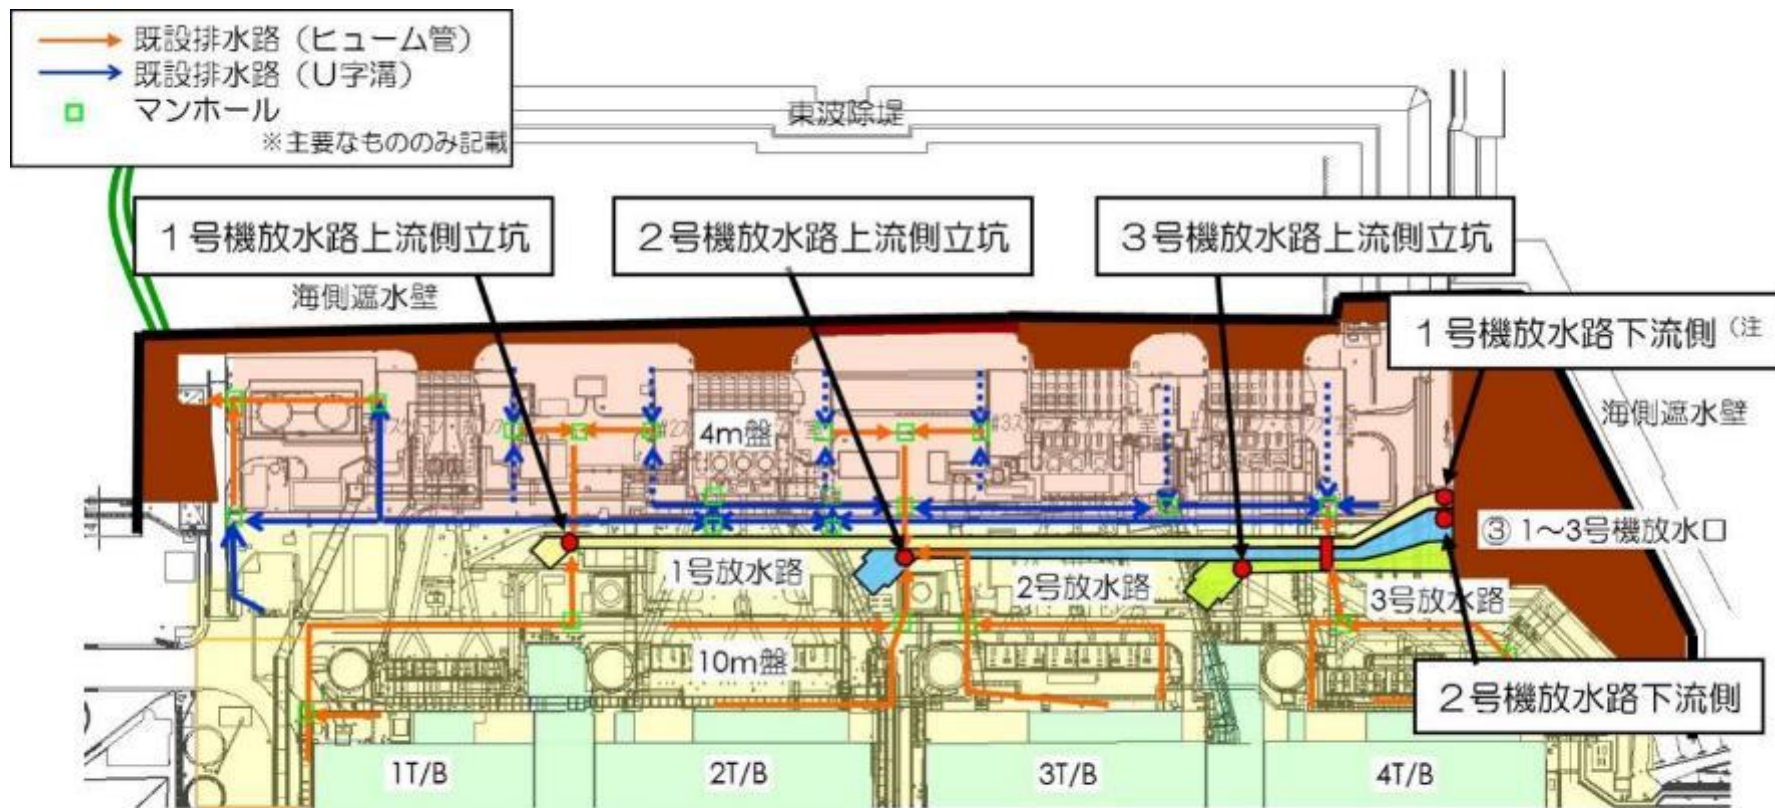 既設排水路（ヒューム管）
既設排水路（U字溝）
マンホール
※主要なもののみ記載
東波除堤
１号機放水路上流側立坑
２号機放水路上流側立坑
３号機放水路上流側立坑
海側遮水壁
１号機放水路下流側（注
海側遮水壁
4m盤
③ 1～3号機放水口
1号放水路
2号放水路
3号放水路
10m盤
２号機放水路下流側
1T/B
2T/B
3T/B
4T/B